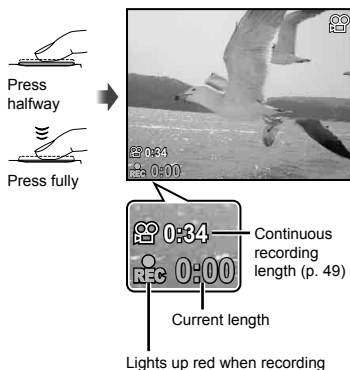 Press
halfway
Press fully
0:34
REC 0:00
0:34
REC 0:00
Continuous
recording
length (p. 49)
Current length
Lights up red when recording